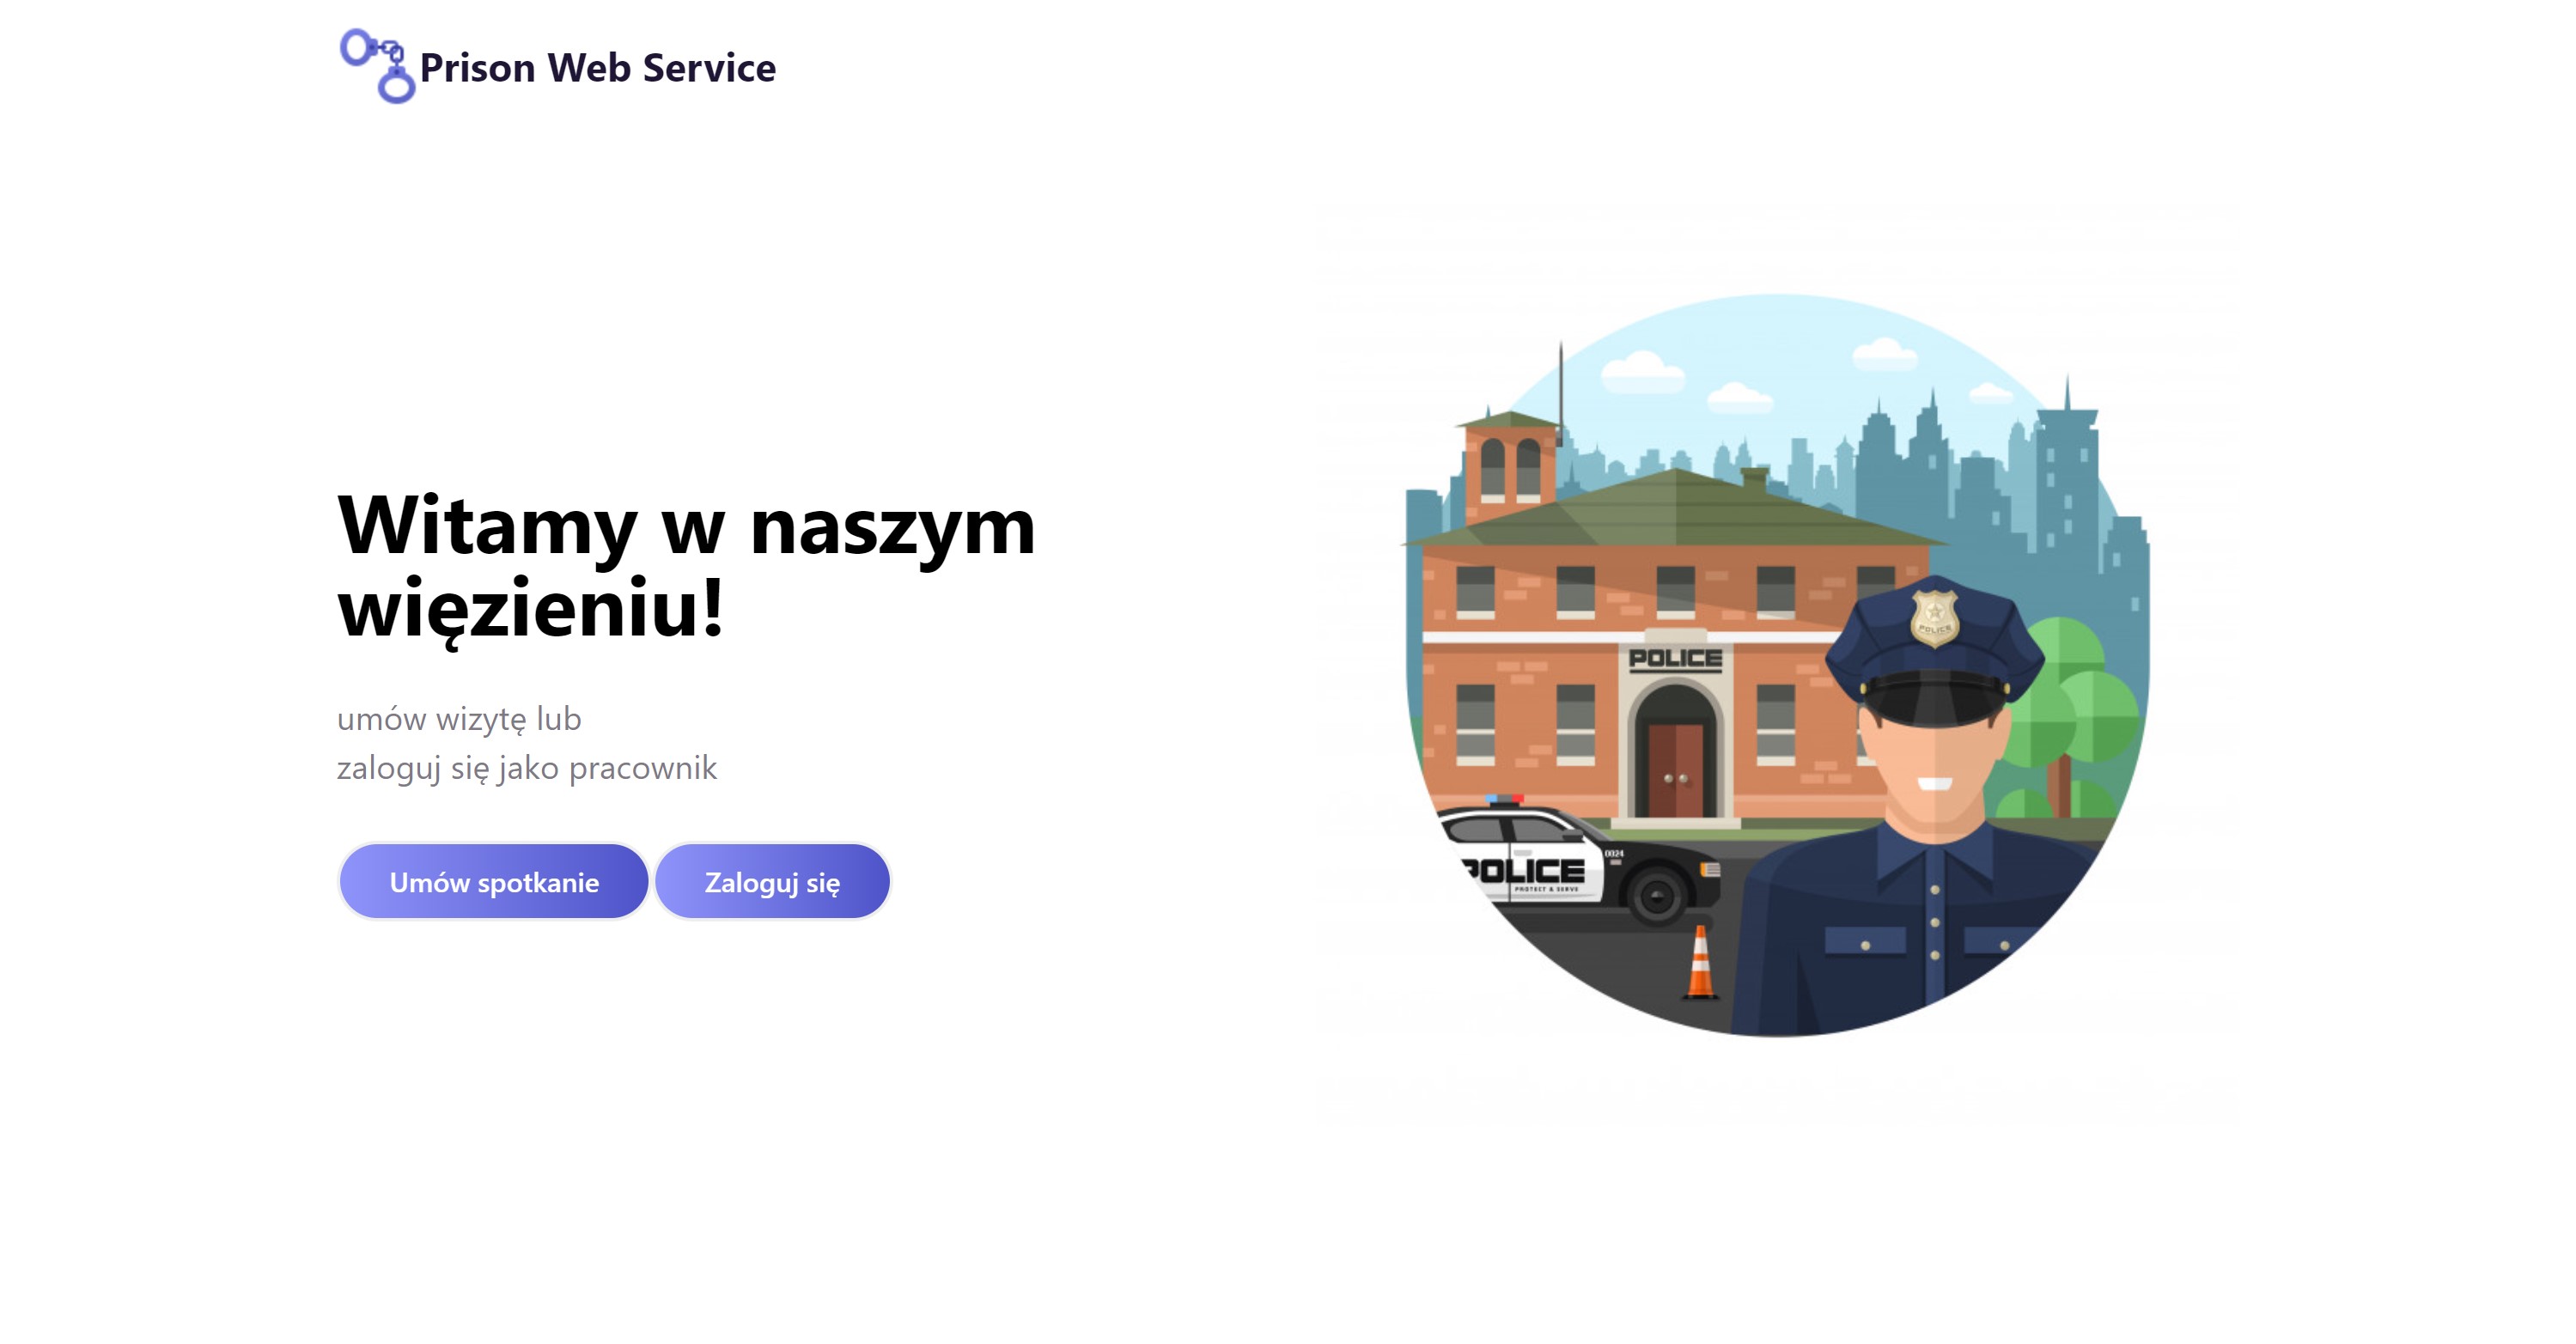 Prison Web Service
Witamy w naszym
więzieniu!
umów wizytę lub
zaloguj się jako pracownik
Umów spotkanie
Zaloguj się
POLICE
POLICE
POLICE
0024
PROTECT & SERVE